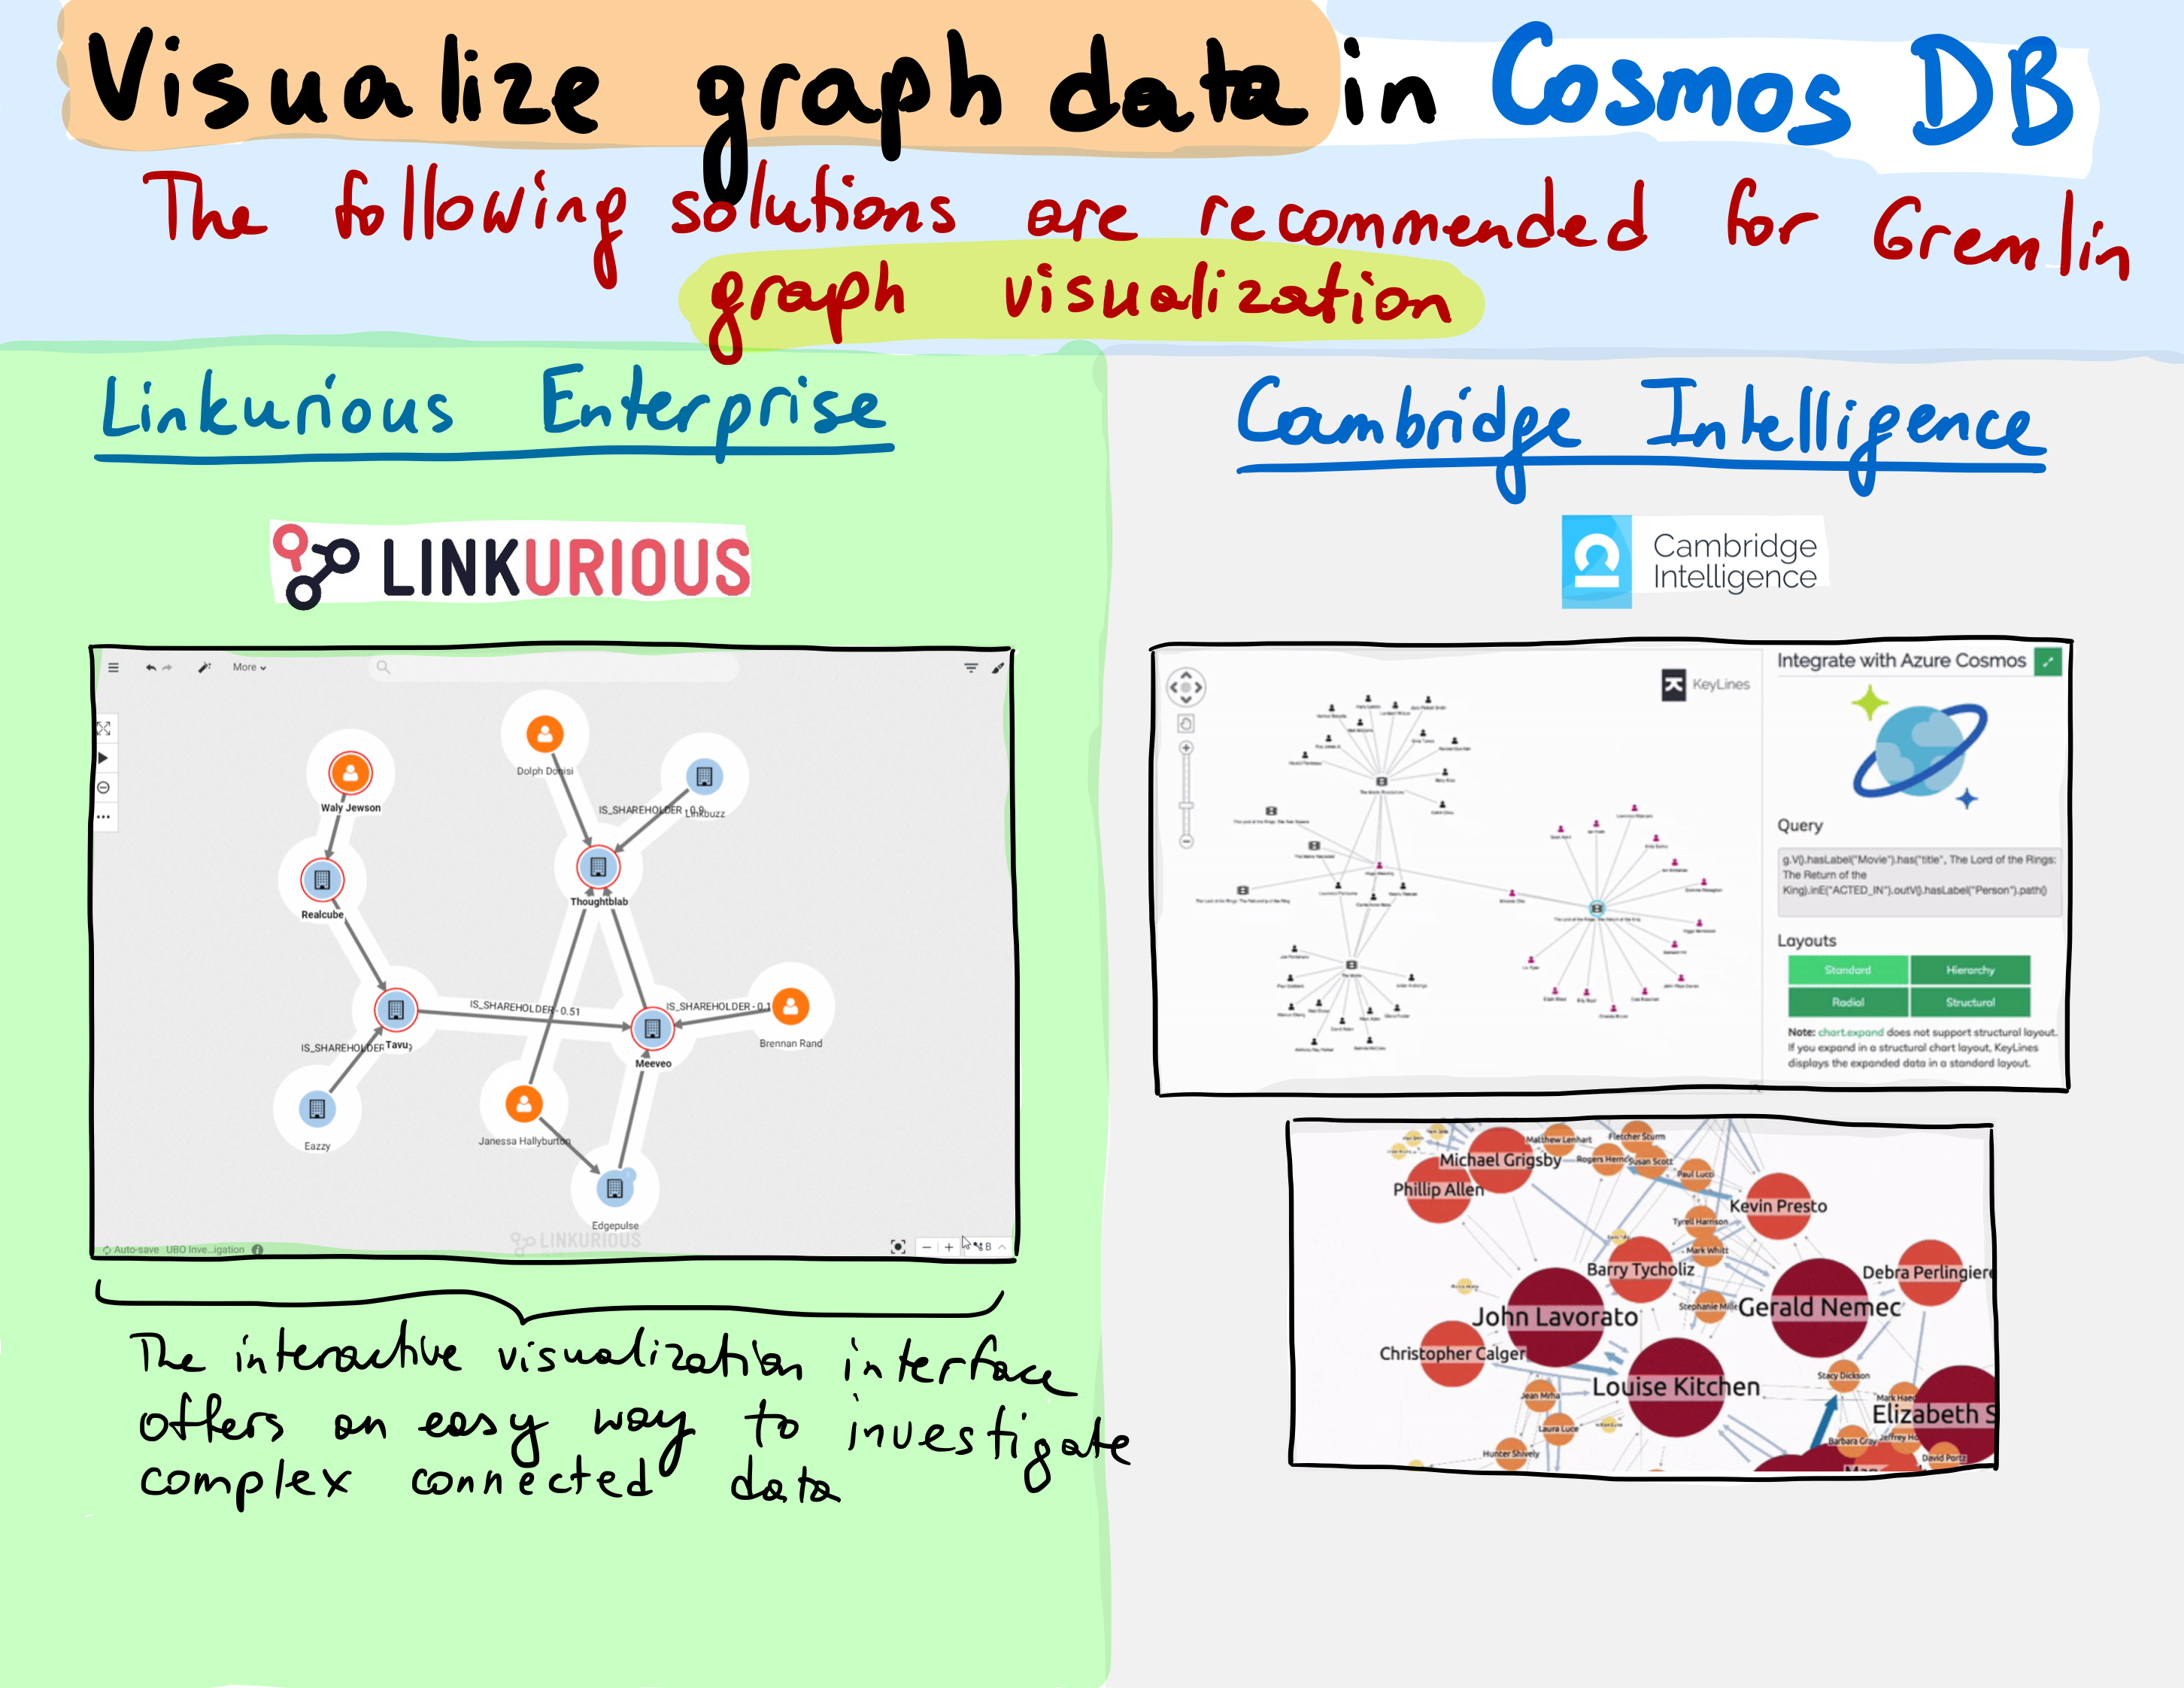 Visualize graph data in Cosmos DB
The following solutions are recommended for Gremlin
graph visualization
Linkurious Enterprise
LINKURIOUS
More
Waly Jewson
Dolph Donisi
IS_SHAREHOLDER - 0.9
Linkbuzz
Realcube
Thoughtblab
IS_SHAREHOLDER - 0.51
IS_SHAREHOLDER - 0.1
Brennan Rand
IS_SHAREHOLDER
Tavu
Meeveo
Eazzy
Janessa Hallyburton
Edgepulse
LINKURIOUS
Auto-save UBO Inve...igation
B
The interactive visualization interface
offers an easy way to investigate
complex connected data
Cambridge Intelligence
Cambridge
Intelligence
KeyLines
Integrate with Azure Cosmos
Query
g.V().hasLabel("Movie").has("title", The Lord of the Rings:
The Return of the
King).inE("ACTED_IN").outV().hasLabel("Person").path()
Layouts
Standard Hierarchy
Radial Structural
Note: chart.expand does not support structural layout.
If you expand in a structural chart layout, KeyLines
displays the expanded data in a standard layout.
Matthew Lenhart
Fletcher Sturm
Michael Grigsby
Susan Scott
Paul Lucci
Phillip Allen
Kevin Presto
Tyrell Harrison
Mark Whitt
Barry Tycholiz
Debra Perlingiere
Stephanie Mille
Gerald Nemec
John Lavorato
Christopher Calger
Stacy Dickson
Louise Kitchen
Jean Mrha
Mark Haed
Elizabeth S
Laura Luce
Barbara Gray
Jeffrey Ho
Hunter Shively
David Portz